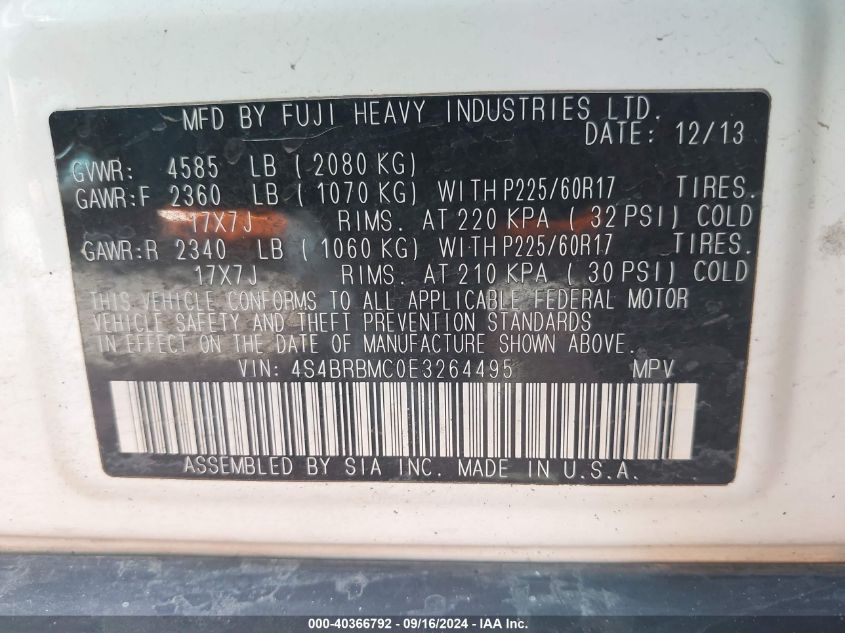 MFD BY FUJI HEAVY INDUSTRIES LTD.
DATE: 12/13
GVWR: 4585 LB ( 2080 KG)
GAWR:F 2360 LB ( 1070 KG) WITH P225/60R17 TIRES.
17X7J RIMS. AT 220 KPA ( 32 PSI) COLD
GAWR:R 2340 LB ( 1060 KG) WITH P225/60R17 TIRES.
17X7J RIMS. AT 210 KPA ( 30 PSI) COLD
THIS VEHICLE CONFORMS TO ALL APPLICABLE FEDERAL MOTOR
VEHICLE SAFETY AND THEFT PREVENTION STANDARDS
IN EFFECT ON THE DATE OF MANUFACTURE SHOWN ABOVE.
VIN: 4S4BRBMC0E3264495 MPV
ASSEMBLED BY SIA INC. MADE IN U.S.A.
000-40366792 - 09/16/2024 - IAA, Inc.